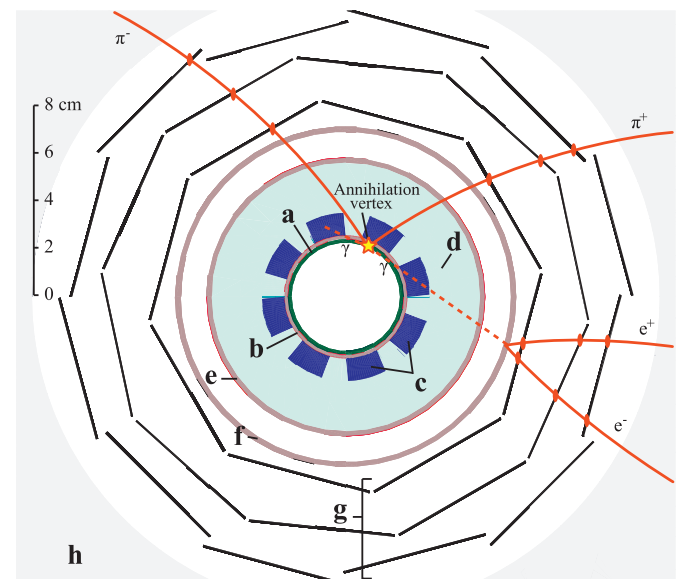 π-
8 cm
π+
6
Annihilation
vertex
4
a
2
γ
d
γ
0
e+
b
e
c
e-
f
g
h